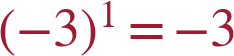 (−3)¹ = −3